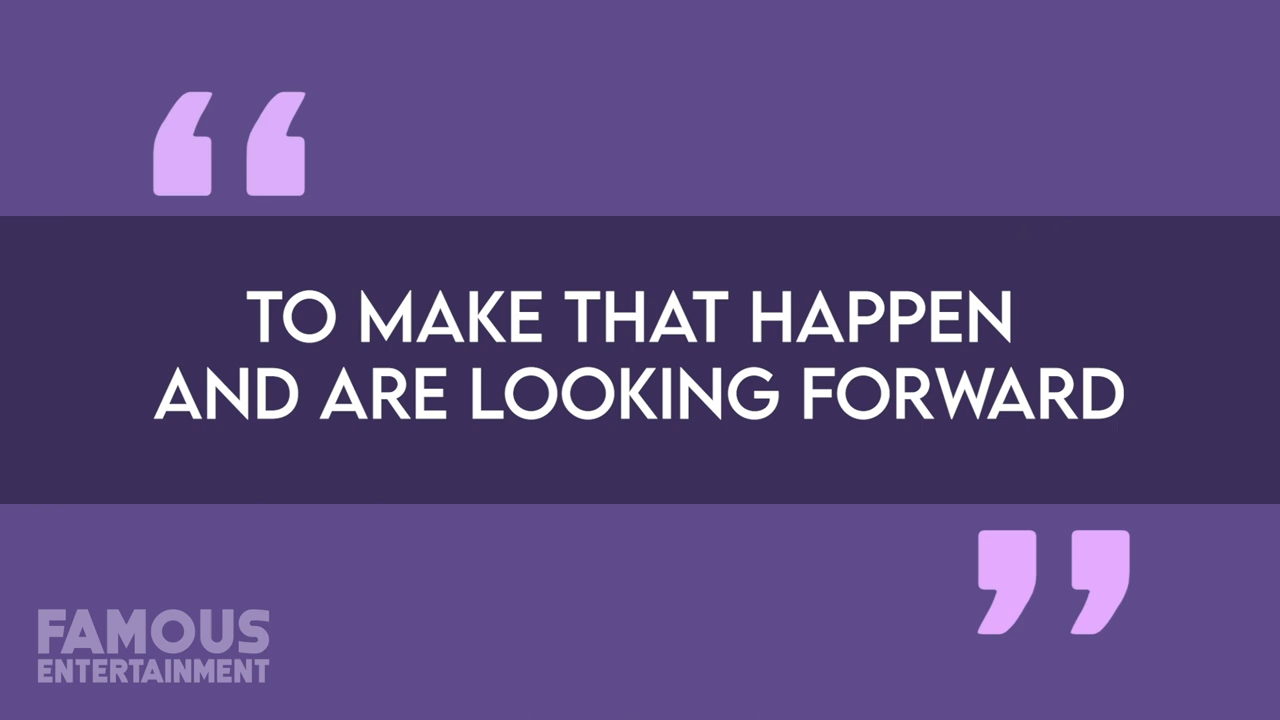 TO MAKE THAT HAPPEN
AND ARE LOOKING FORWARD
FAMOUS
ENTERTAINMENT